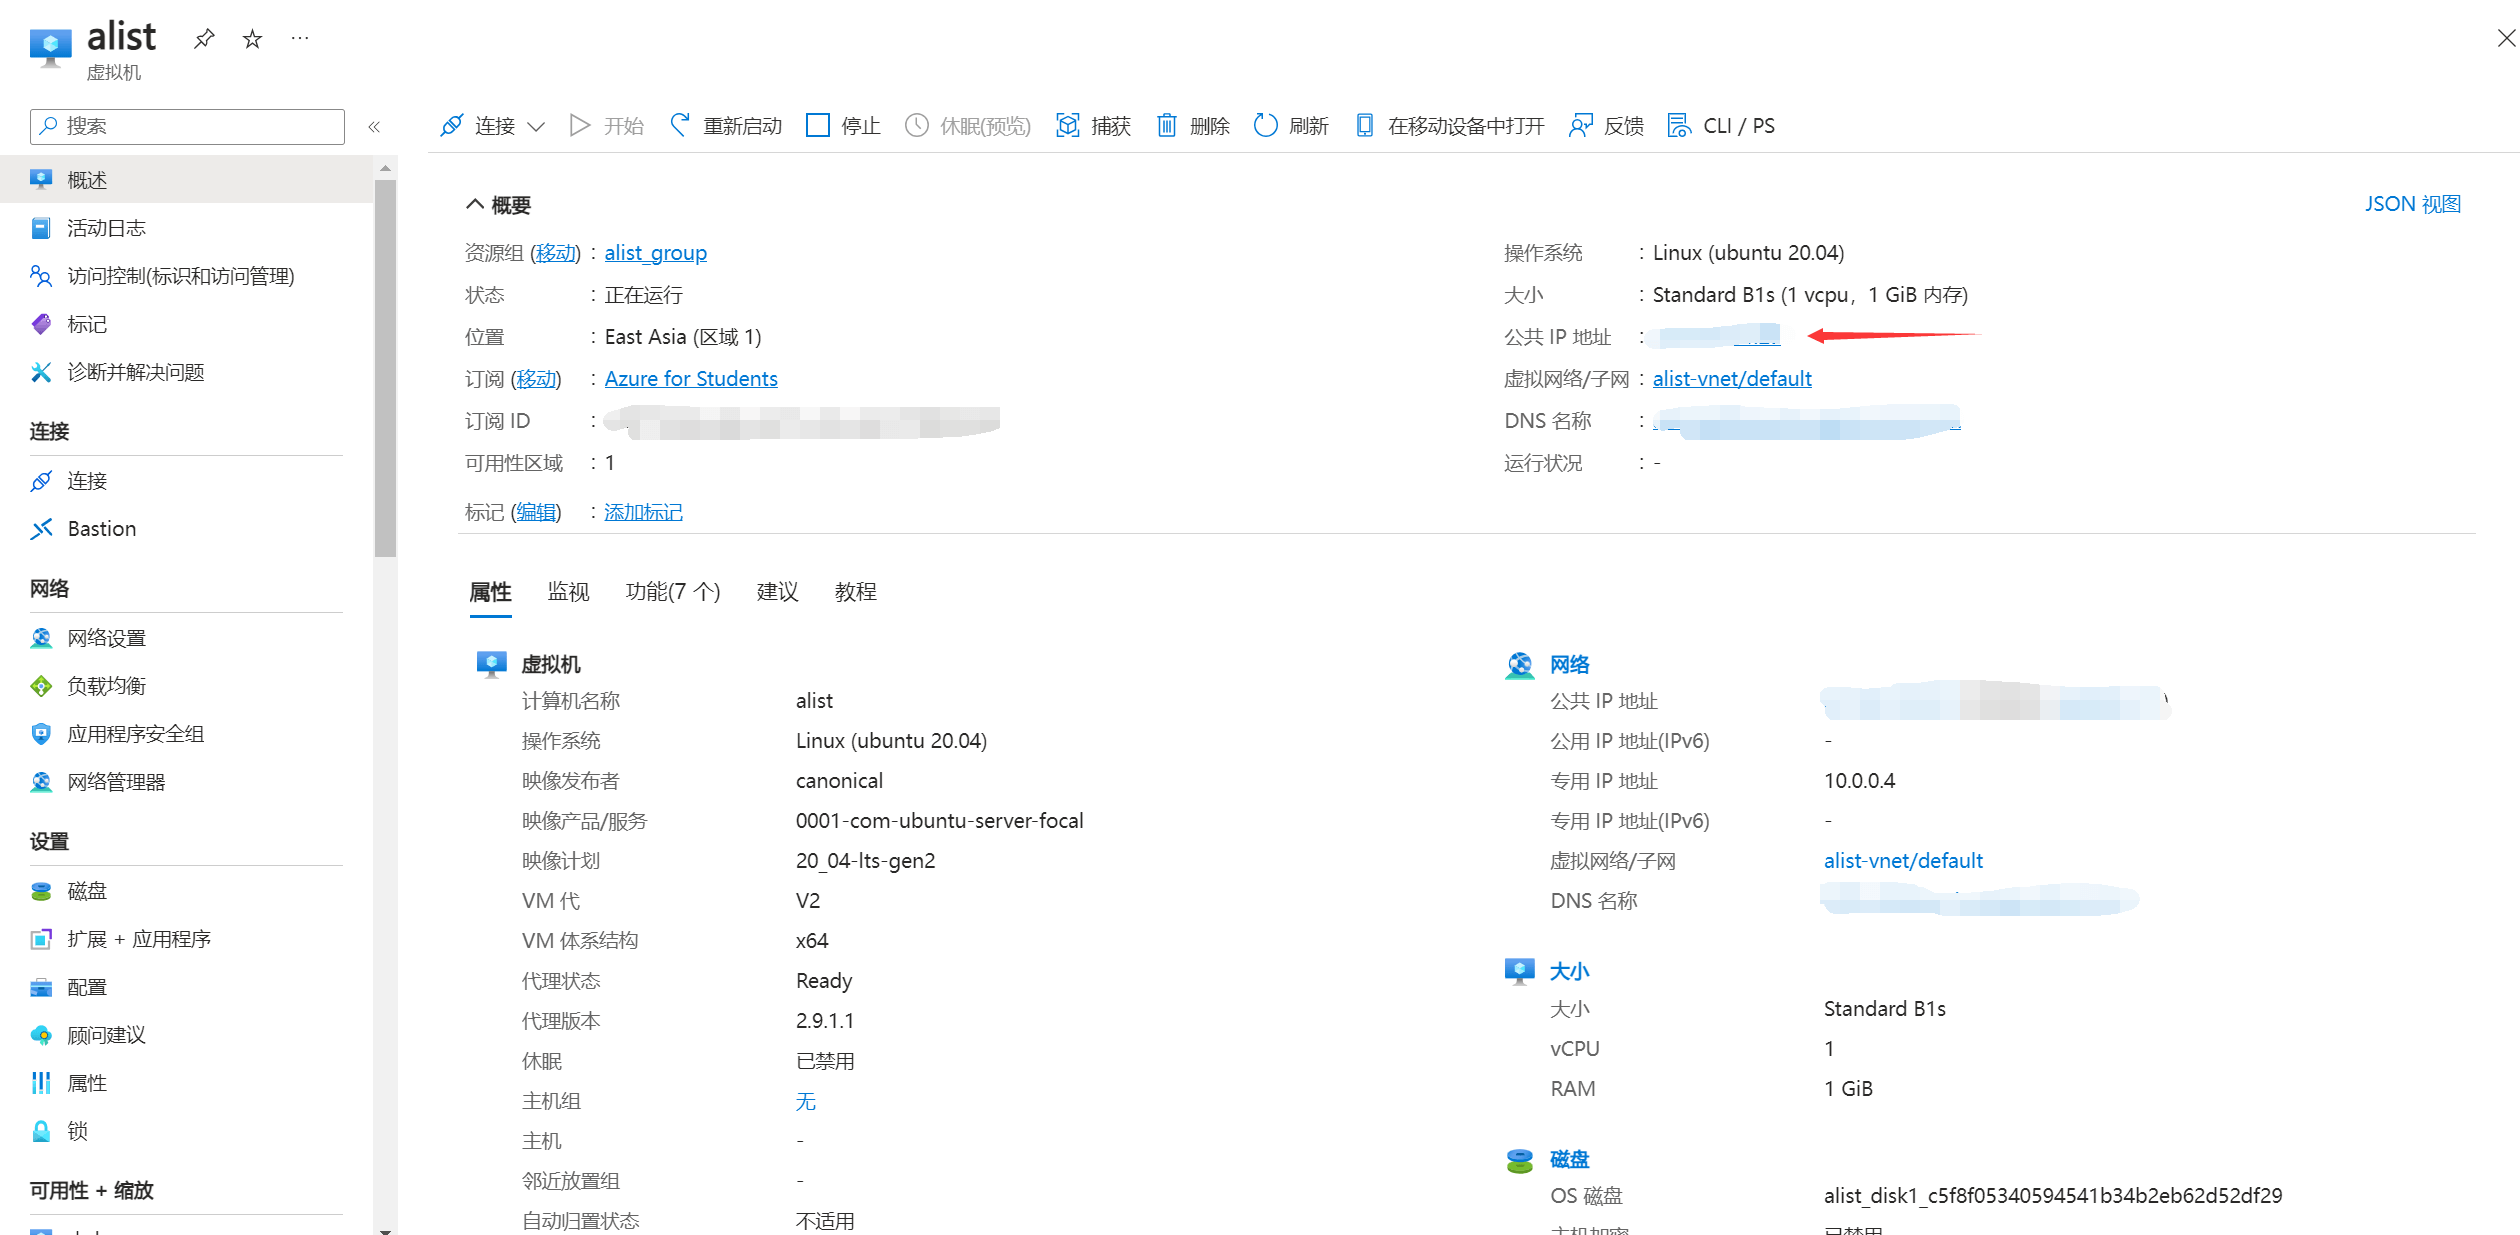 alist
虚拟机
搜索
概述
活动日志
访问控制(标识和访问管理)
标记
诊断并解决问题
连接
连接
Bastion
网络
网络设置
负载均衡
应用程序安全组
网络管理器
设置
磁盘
扩展 + 应用程序
配置
顾问建议
属性
锁
可用性 + 缩放
连接 开始 重新启动 停止 休眠(预览) 捕获 删除 刷新 在移动设备中打开 反馈 CLI / PS
概要
JSON 视图
资源组 (移动) : alist_group
状态 : 正在运行
位置 : East Asia (区域 1)
订阅 (移动) : Azure for Students
订阅 ID :
可用性区域 : 1
标记 (编辑) : 添加标记
操作系统 : Linux (ubuntu 20.04)
大小 : Standard B1s (1 vcpu，1 GiB 内存)
公共 IP 地址 :
虚拟网络/子网 : alist-vnet/default
DNS 名称 :
运行状况 : -
属性 监视 功能(7 个) 建议 教程
虚拟机
计算机名称 alist
操作系统 Linux (ubuntu 20.04)
映像发布者 canonical
映像产品/服务 0001-com-ubuntu-server-focal
映像计划 20_04-lts-gen2
VM 代 V2
VM 体系结构 x64
代理状态 Ready
代理版本 2.9.1.1
休眠 已禁用
主机组 无
主机 -
邻近放置组 -
自动归置状态 不适用
网络
公共 IP 地址
公用 IP 地址(IPv6) -
专用 IP 地址 10.0.0.4
专用 IP 地址(IPv6) -
虚拟网络/子网 alist-vnet/default
DNS 名称
大小
大小 Standard B1s
vCPU 1
RAM 1 GiB
磁盘
OS 磁盘 alist_disk1_c5f8f05340594541b34b2eb62d52df29